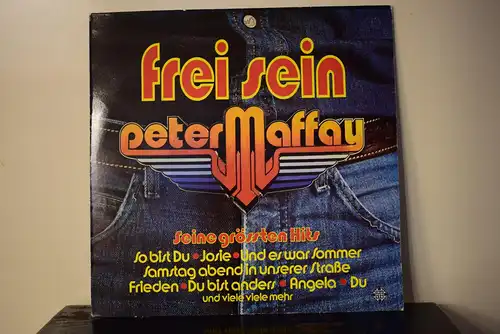 frei sein
peter Maffay
Seine grössten Hits
So bist Du • Josie • Und es war Sommer
Samstag abend in unserer Straße
Frieden • Du bist anders • Angela • Du
und viele viele mehr